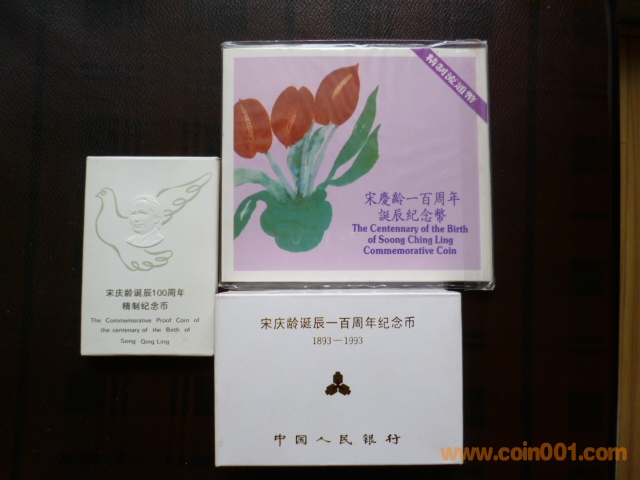 精制流通幣
宋慶齡一百周年
誕辰紀念幣
The Centennary of the Birth
of Soong Ching Ling
Commemorative Coin
宋庆龄诞辰100周年
精制纪念币
The Commemorative Proof Coin of
the centenary of the Birth of
Song Qing Ling
宋庆龄诞辰一百周年纪念币
1893—1993
中国人民银行
www.coin001.com